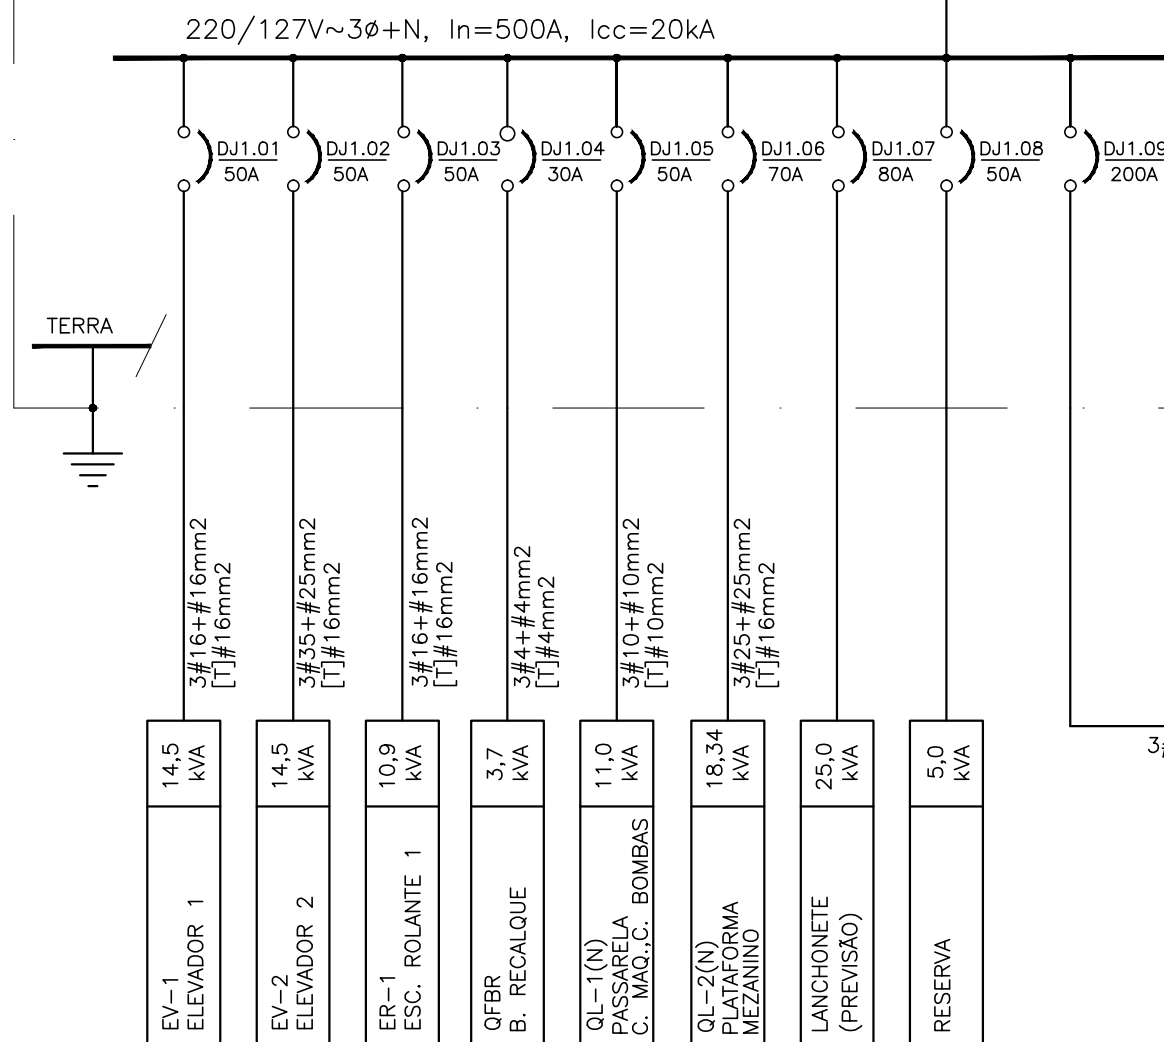 220/127V~3ø+N, In=500A, Icc=20kA
DJ1.01
50A
DJ1.02
50A
DJ1.03
50A
DJ1.04
30A
DJ1.05
50A
DJ1.06
70A
DJ1.07
80A
DJ1.08
50A
DJ1.09
200A
TERRA
3#16+#16mm2
[T]#16mm2
3#35+#25mm2
[T]#16mm2
3#16+#16mm2
[T]#16mm2
3#4+#4mm2
[T]#4mm2
3#10+#10mm2
[T]#10mm2
3#25+#25mm2
[T]#16mm2
14,5
kVA
14,5
kVA
10,9
kVA
3,7
kVA
11,0
kVA
18,34
kVA
25,0
kVA
5,0
kVA
EV-1
ELEVADOR 1
EV-2
ELEVADOR 2
ER-1
ESC. ROLANTE 1
QFBR
B. RECALQUE
QL-1(N)
PASSARELA
C. MAQ.,C. BOMBAS
QL-2(N)
PLATAFORMA
MEZANINO
LANCHONETE
(PREVISÃO)
RESERVA